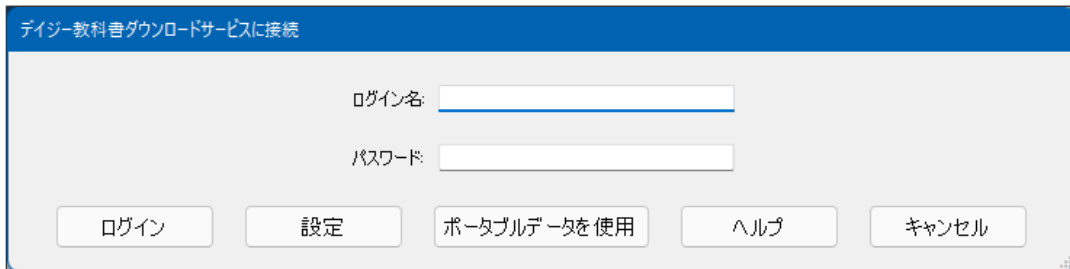 デイジー教科書ダウンロードサービスに接続
ログイン名:
パスワード:
ログイン 設定 ポータブルデータを使用 ヘルプ キャンセル